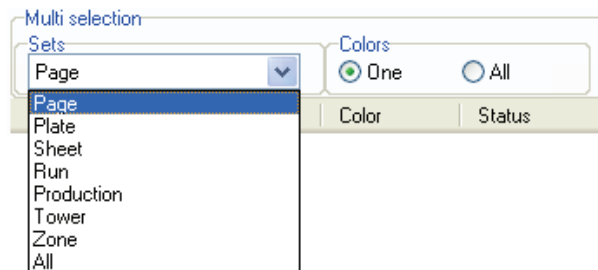 Multi selection
Sets
Colors
Page
One
All
Page
Color
Status
Plate
Sheet
Run
Production
Tower
Zone
All